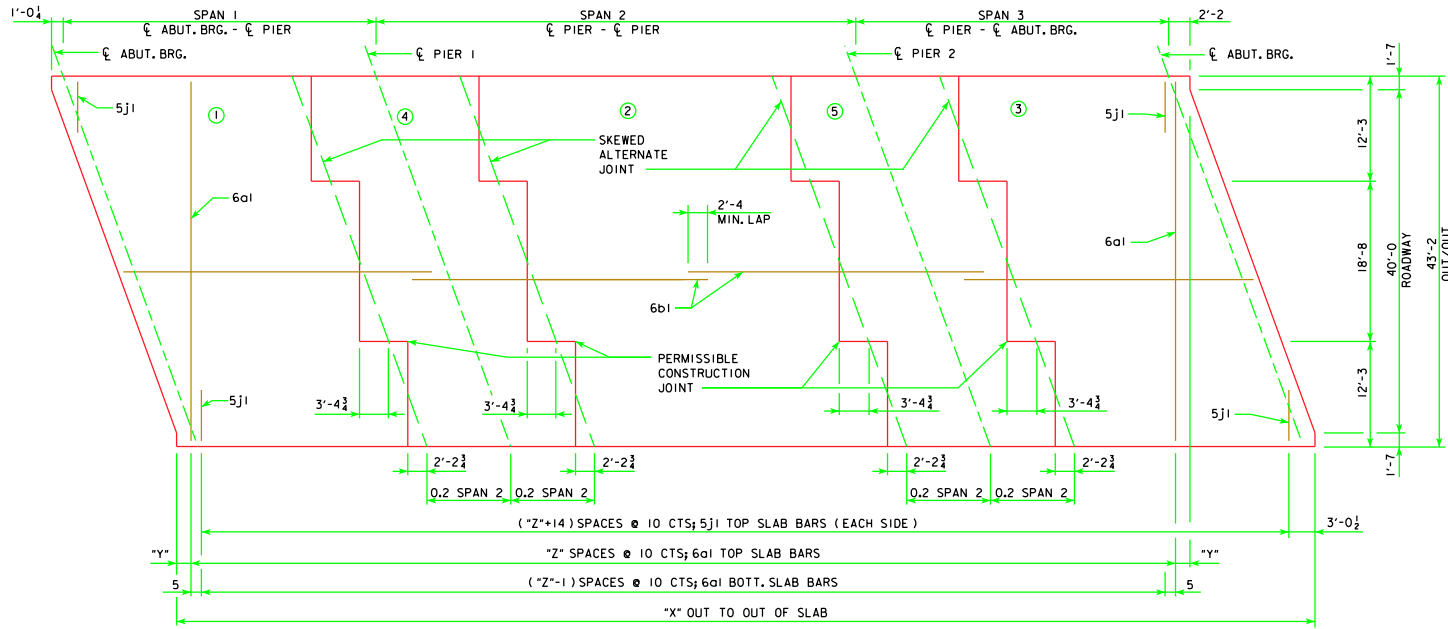 1'-0¼
SPAN 1
℄ ABUT.BRG. - ℄ PIER
SPAN 2
℄ PIER - ℄ PIER
SPAN 3
℄ PIER - ℄ ABUT.BRG.
2'-2
℄ ABUT.BRG.
℄ PIER 1
℄ PIER 2
℄ ABUT.BRG.
1'-7
5j1
1
4
2
5
3
5j1
SKEWED
ALTERNATE
JOINT
12'-3
6a1
2'-4
MIN. LAP
6a1
18'-8
40'-0
ROADWAY
43'-2
OUT/OUT
6b1
PERMISSIBLE
CONSTRUCTION
JOINT
12'-3
5j1
3'-4¾
3'-4¾
3'-4¾
3'-4¾
5j1
1'-7
2'-2¾
2'-2¾
2'-2¾
2'-2¾
0.2 SPAN 2
0.2 SPAN 2
0.2 SPAN 2
0.2 SPAN 2
("Z"+14) SPACES @ 10 CTS; 5j1 TOP SLAB BARS (EACH SIDE)
3'-0½
"Y"
"Z" SPACES @ 10 CTS; 6a1 TOP SLAB BARS
"Y"
5
("Z"-1) SPACES @ 10 CTS; 6a1 BOTT. SLAB BARS
5
"X" OUT TO OUT OF SLAB